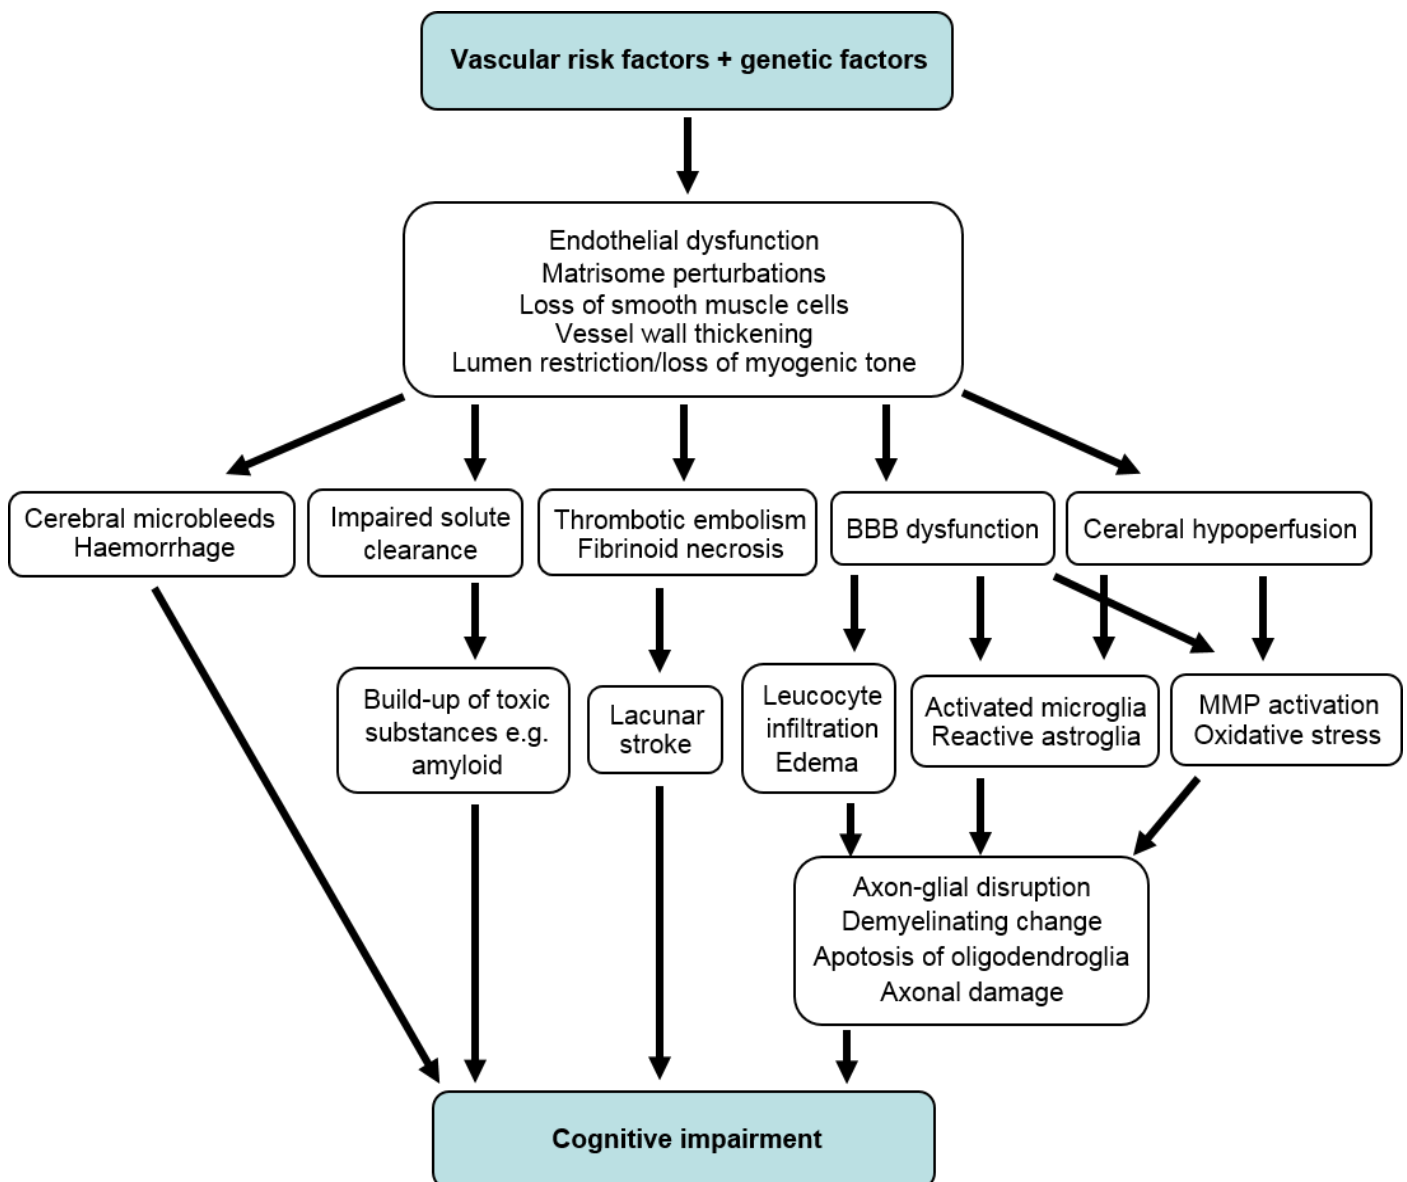 Vascular risk factors + genetic factors
Endothelial dysfunction
Matrisome perturbations
Loss of smooth muscle cells
Vessel wall thickening
Lumen restriction/loss of myogenic tone
Cerebral microbleeds
Haemorrhage
Impaired solute
clearance
Thrombotic embolism
Fibrinoid necrosis
BBB dysfunction
Cerebral hypoperfusion
Build-up of toxic
substances e.g.
amyloid
Lacunar
stroke
Leucocyte
infiltration
Edema
Activated microglia
Reactive astroglia
MMP activation
Oxidative stress
Axon-glial disruption
Demyelinating change
Apotosis of oligodendroglia
Axonal damage
Cognitive impairment